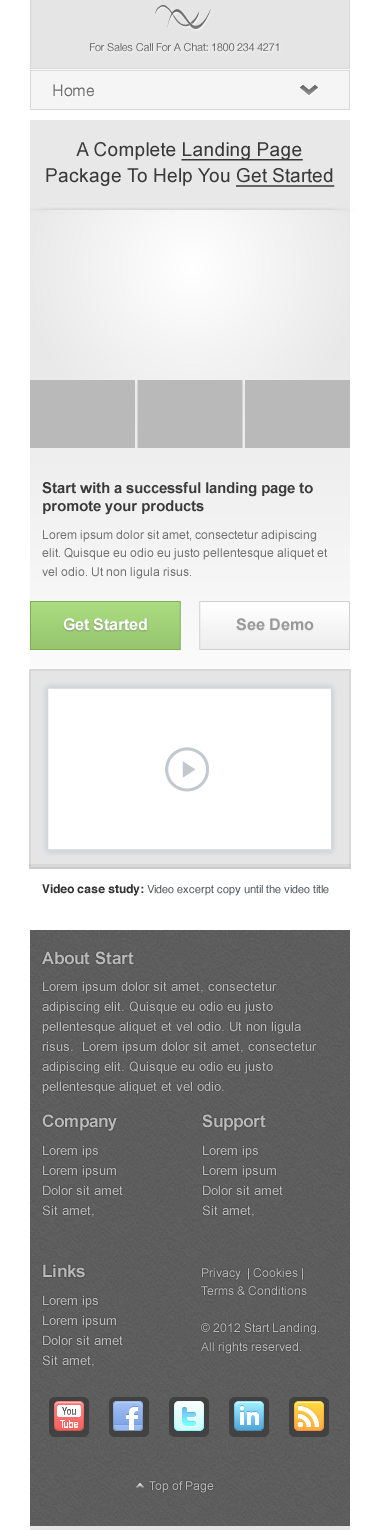 For Sales Call For A Chat: 1800 234 4271
Home
A Complete Landing Page
Package To Help You Get Started
Start with a successful landing page to
promote your products
Lorem ipsum dolor sit amet, consectetur adipiscing
elit. Quisque eu odio eu justo pellentesque aliquet et
vel odio. Ut non ligula risus.
Get Started
See Demo
Video case study: Video excerpt copy until the video title
About Start
Lorem ipsum dolor sit amet, consectetur
adipiscing elit. Quisque eu odio eu justo
pellentesque aliquet et vel odio. Ut non ligula
risus.  Lorem ipsum dolor sit amet, consectetur
adipiscing elit. Quisque eu odio eu justo
pellentesque aliquet et vel odio.
Company
Lorem ips
Lorem ipsum
Dolor sit amet
Sit amet,
Support
Lorem ips
Lorem ipsum
Dolor sit amet
Sit amet,
Links
Lorem ips
Lorem ipsum
Dolor sit amet
Sit amet,
Privacy | Cookies |
Terms & Conditions
© 2012 Start Landing.
All rights reserved.
You
Tube
f
t
in
Top of Page